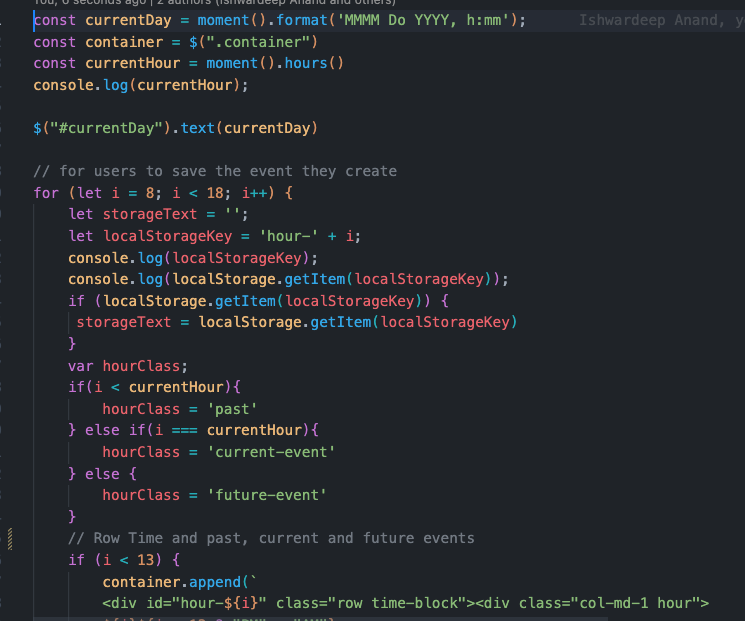 You, 6 seconds ago | 2 authors (Ishwardeep Anand and others)
const currentDay = moment().format('MMMM Do YYYY, h:mm');     Ishwardeep Anand, y
const container = $(".container")
const currentHour = moment().hours()
console.log(currentHour);
$("#currentDay").text(currentDay)
// for users to save the event they create
for (let i = 8; i < 18; i++) {
    let storageText = '';
    let localStorageKey = 'hour-' + i;
    console.log(localStorageKey);
    console.log(localStorage.getItem(localStorageKey));
    if (localStorage.getItem(localStorageKey)) {
     storageText = localStorage.getItem(localStorageKey)
    }
    var hourClass;
    if(i < currentHour){
        hourClass = 'past'
    } else if(i === currentHour){
        hourClass = 'current-event'
    } else {
        hourClass = 'future-event'
    }
    // Row Time and past, current and future events
    if (i < 13) {
        container.append(`
        <div id="hour-${i}" class="row time-block"><div class="col-md-1 hour">